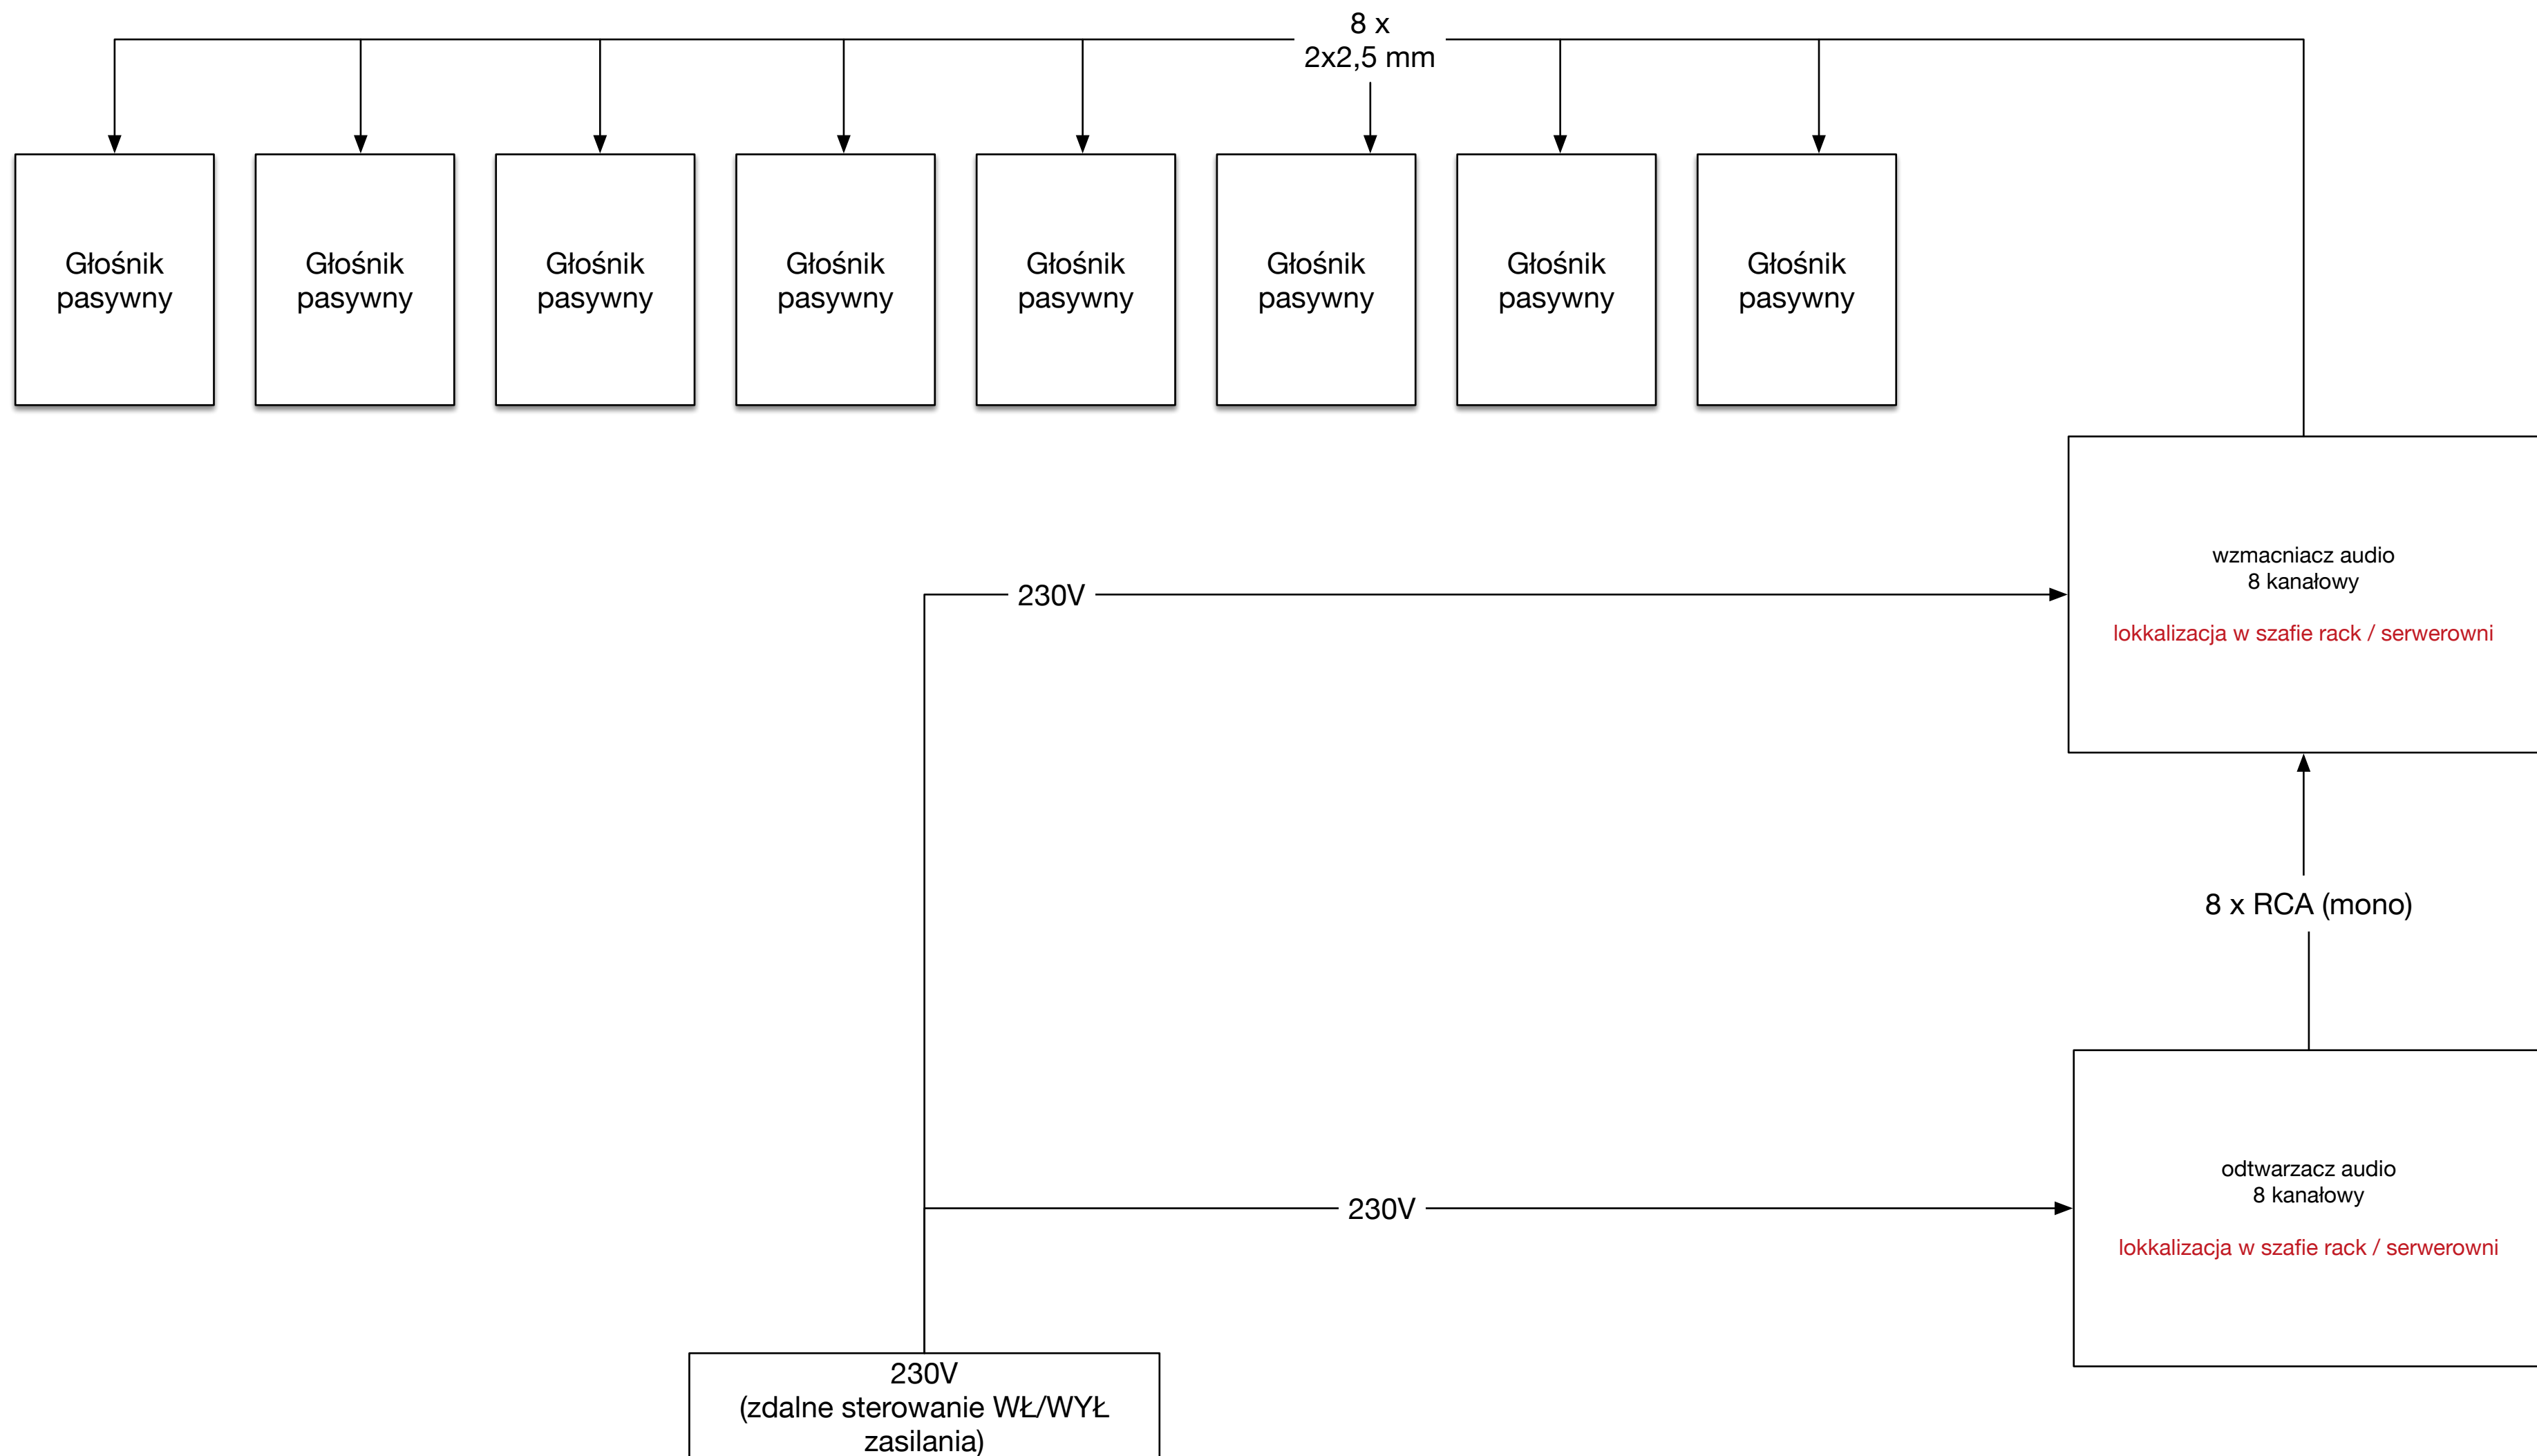 8 x
2x2,5 mm
Głośnik
pasywny
Głośnik
pasywny
Głośnik
pasywny
Głośnik
pasywny
Głośnik
pasywny
Głośnik
pasywny
Głośnik
pasywny
Głośnik
pasywny
wzmacniacz audio
8 kanałowy
lokkalizacja w szafie rack / serwerowni
230V
8 x RCA (mono)
odtwarzacz audio
8 kanałowy
lokkalizacja w szafie rack / serwerowni
230V
230V
(zdalne sterowanie WŁ/WYŁ
zasilania)